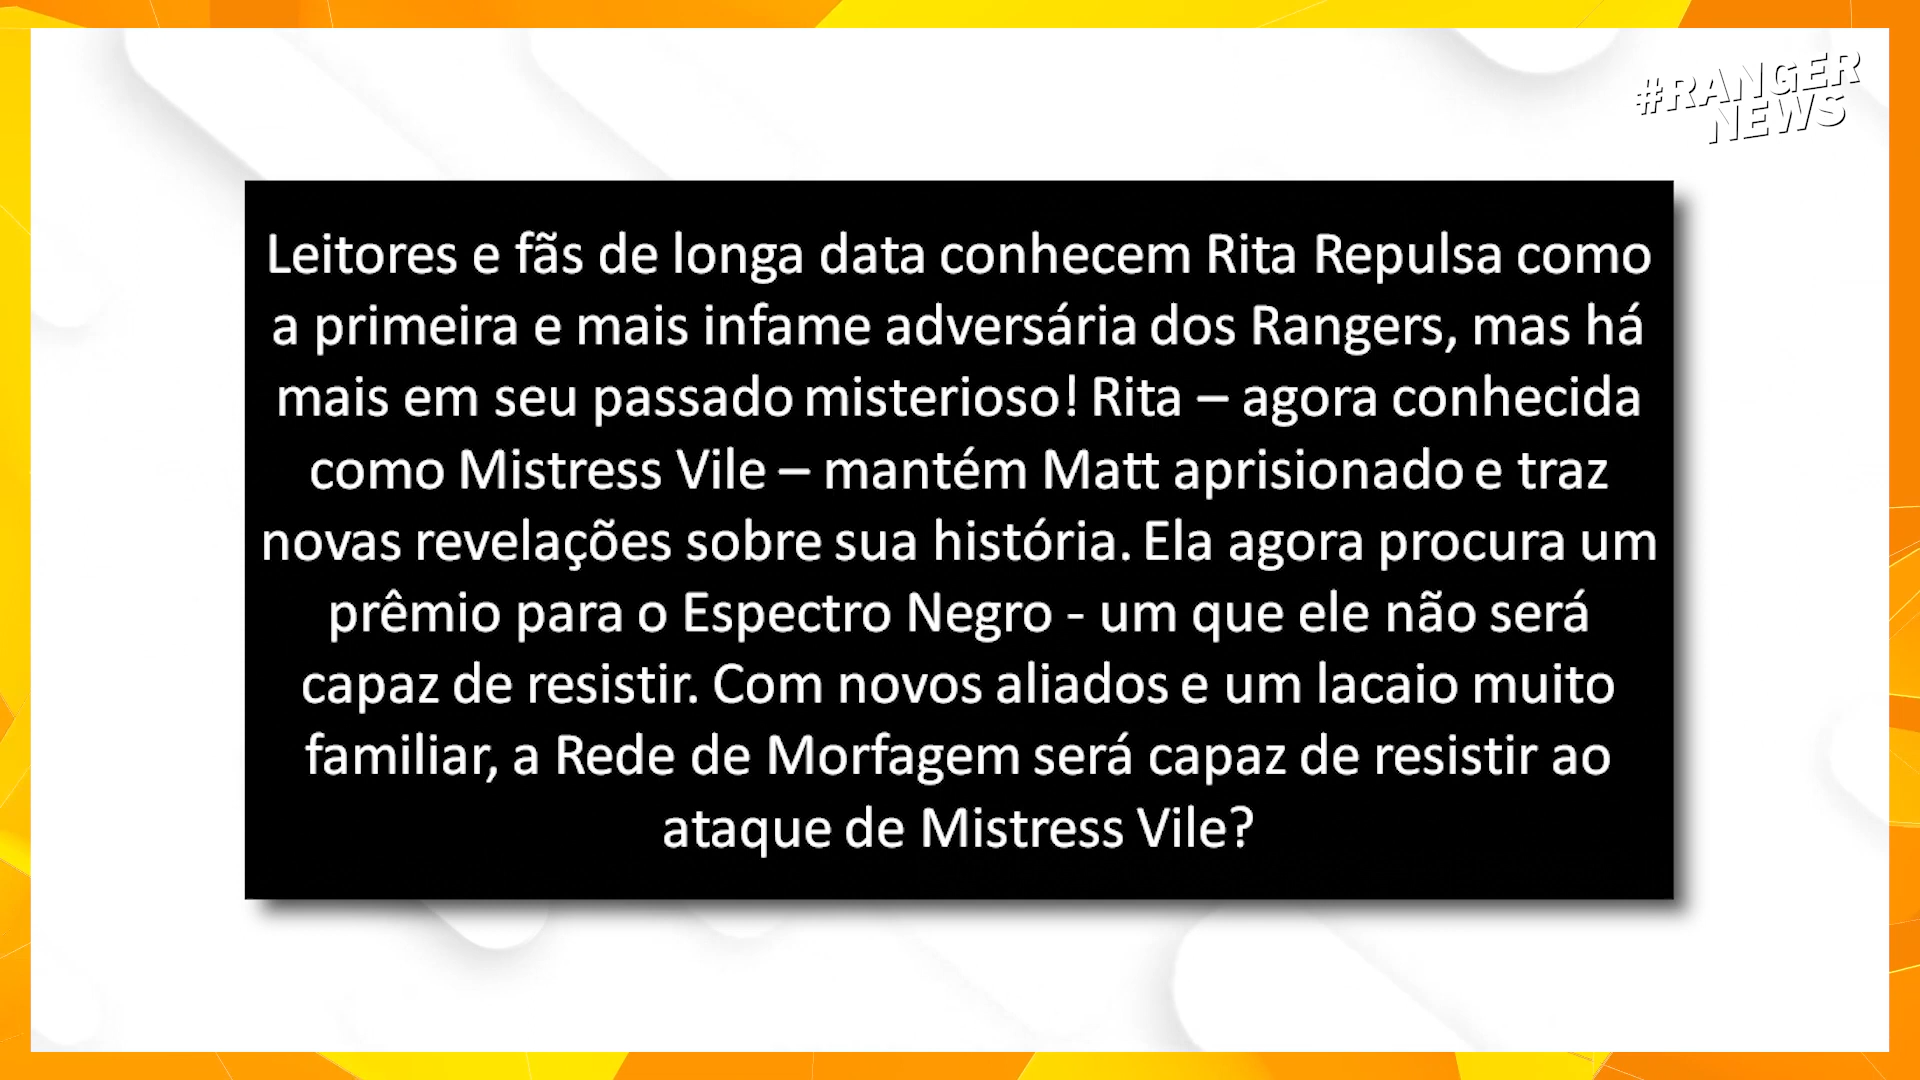 #RANGER
NEWS
Leitores e fãs de longa data conhecem Rita Repulsa como
a primeira e mais infame adversária dos Rangers, mas há
mais em seu passado misterioso! Rita – agora conhecida
como Mistress Vile – mantém Matt aprisionado e traz
novas revelações sobre sua história. Ela agora procura um
prêmio para o Espectro Negro - um que ele não será
capaz de resistir. Com novos aliados e um lacaio muito
familiar, a Rede de Morfagem será capaz de resistir ao
ataque de Mistress Vile?